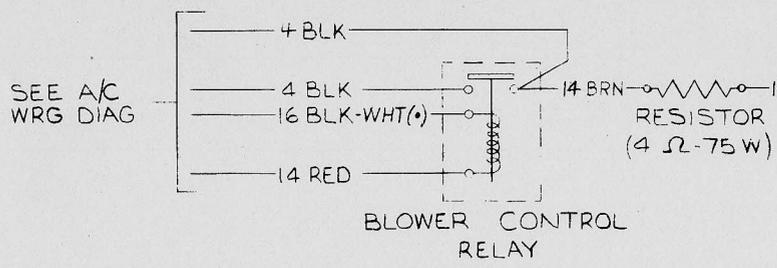 4 BLK
SEE A/C
WRG DIAG
4 BLK
14 BRN
16 BLK-WHT(•)
RESISTOR
(4 Ω-75 W)
14 RED
BLOWER CONTROL
RELAY